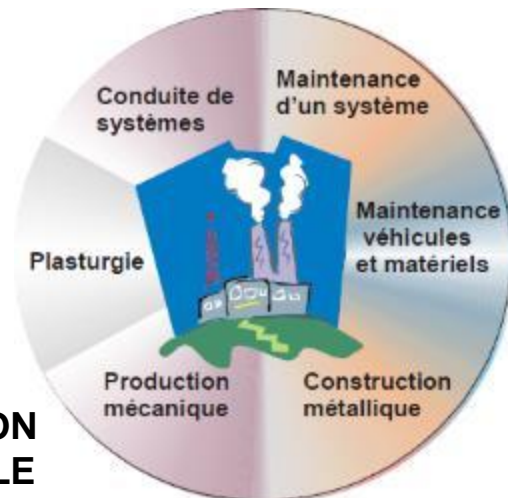 Conduite de
systèmes
Maintenance
d'un système
Plasturgie
Maintenance
véhicules
et matériels
Production
mécanique
Construction
métallique
ON
LE